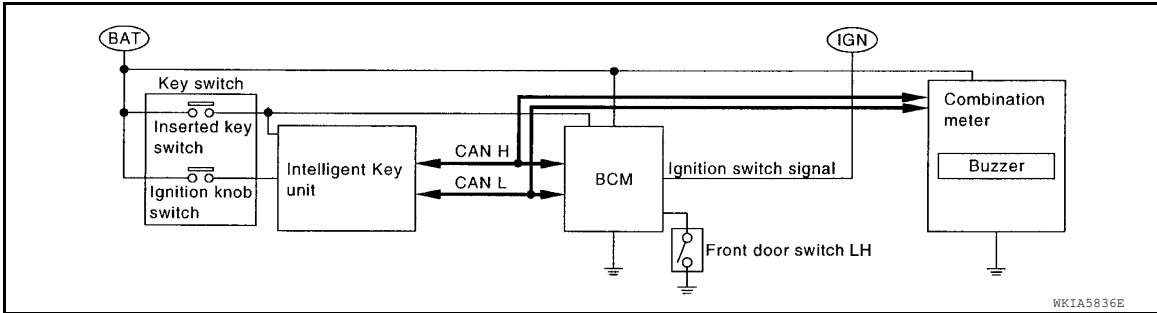 BAT
IGN
Key switch
Inserted key
switch
Ignition knob
switch
Intelligent Key
unit
CAN H
CAN L
BCM
Ignition switch signal
Front door switch LH
Combination
meter
Buzzer
WKIA5836E